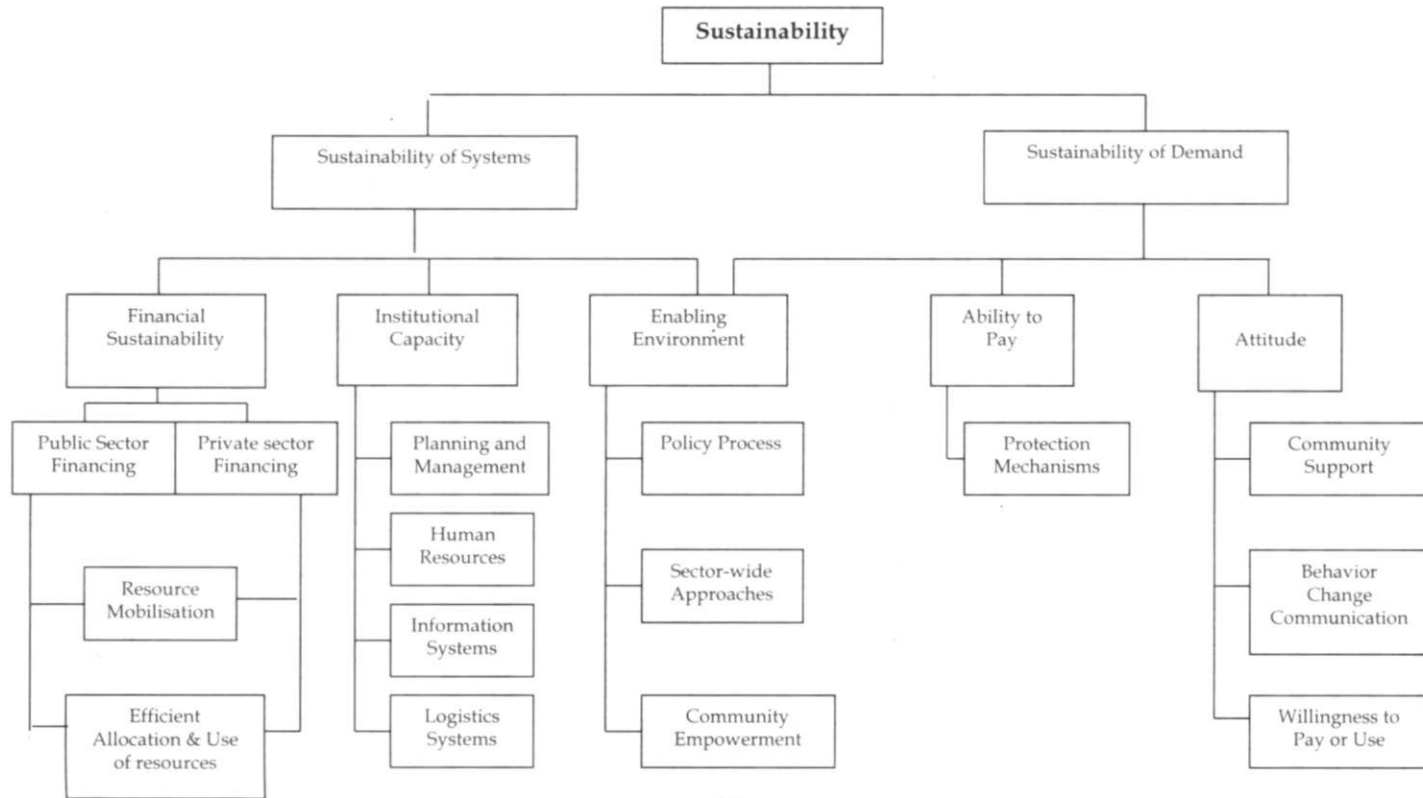 Sustainability
Sustainability of Systems
Sustainability of Demand
Financial
Sustainability
Institutional
Capacity
Enabling
Environment
Ability to
Pay
Attitude
Public Sector
Financing
Private sector
Financing
Planning and
Management
Policy Process
Protection
Mechanisms
Community
Support
Human
Resources
Resource
Mobilisation
Sector-wide
Approaches
Behavior
Change
Communication
Information
Systems
Efficient
Allocation & Use
of resources
Logistics
Systems
Community
Empowerment
Willingness to
Pay or Use